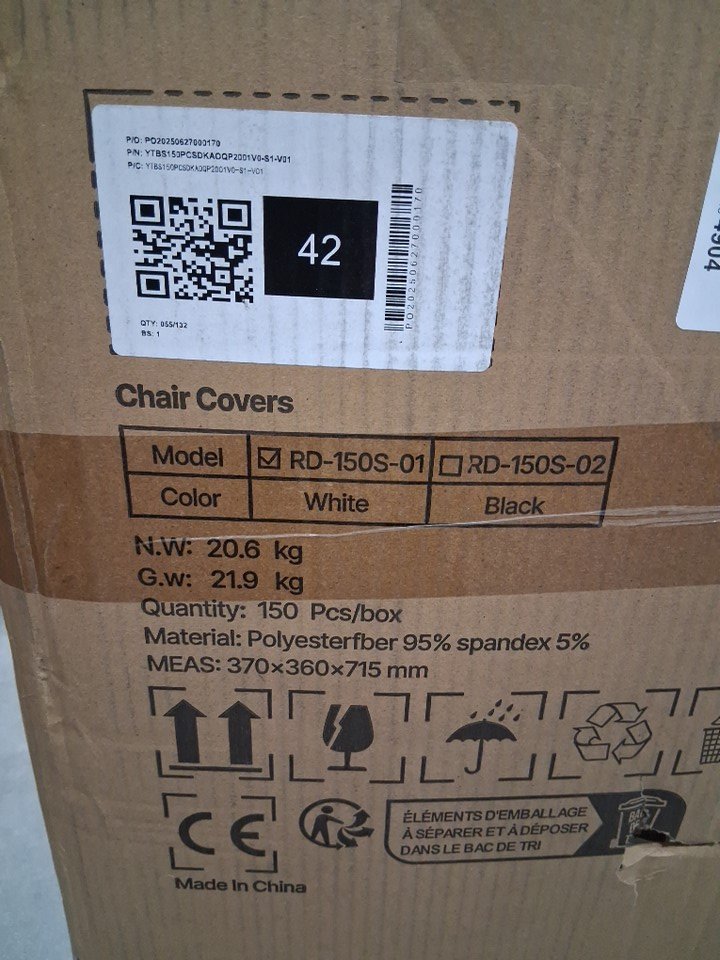 P/O: PO20250627000170
P/N: YTBS150PCSDKADQP2001V0-S1-V01
P/C: YTBS150PCSDKADQP2001V0-S1-V01
42
PO20250627000170
QTY: 055/132
BS: 1
4904
Chair Covers
Model ☑ RD-150S-01 ☐ RD-150S-02
Color White Black
N.W: 20.6 kg
G.w: 21.9 kg
Quantity: 150 Pcs/box
Material: Polyesterfber 95% spandex 5%
MEAS: 370×360×715 mm
CE
ÉLÉMENTS D'EMBALLAGE
À SÉPARER ET À DÉPOSER
DANS LE BAC DE TRI
Made In China